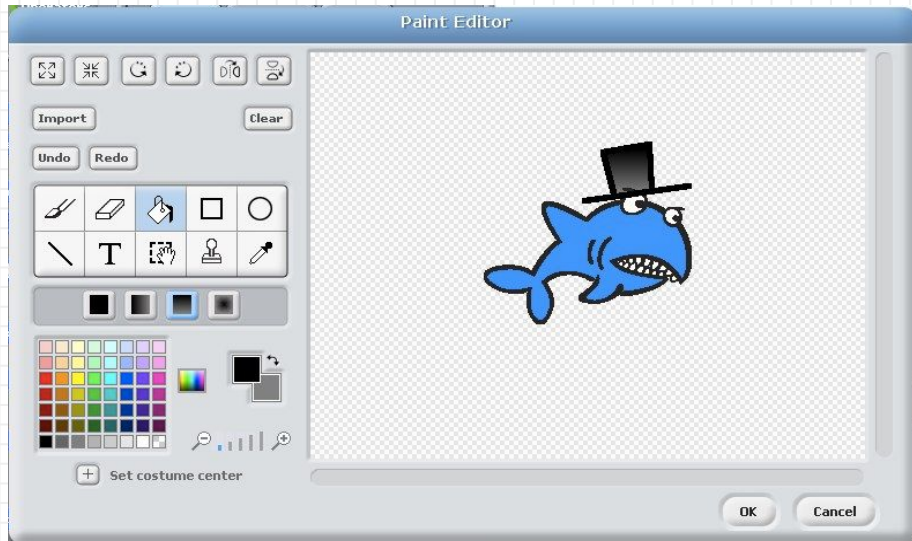 Paint Editor
Import
Clear
Undo
Redo
T
Set costume center
OK
Cancel